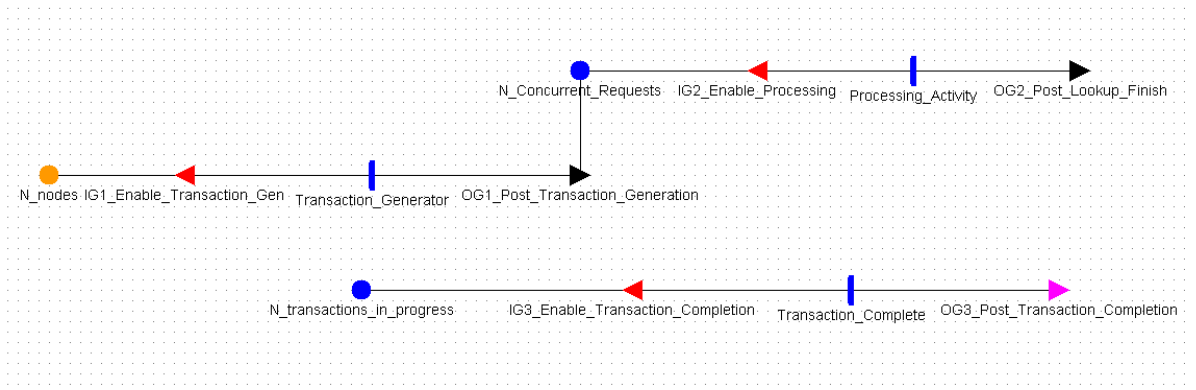 N_Concurrent_Requests
IG2_Enable_Processing
Processing_Activity
OG2_Post_Lookup_Finish
N_nodes
IG1_Enable_Transaction_Gen
Transaction_Generator
OG1_Post_Transaction_Generation
N_transactions_in_progress
IG3_Enable_Transaction_Completion
Transaction_Complete
OG3_Post_Transaction_Completion